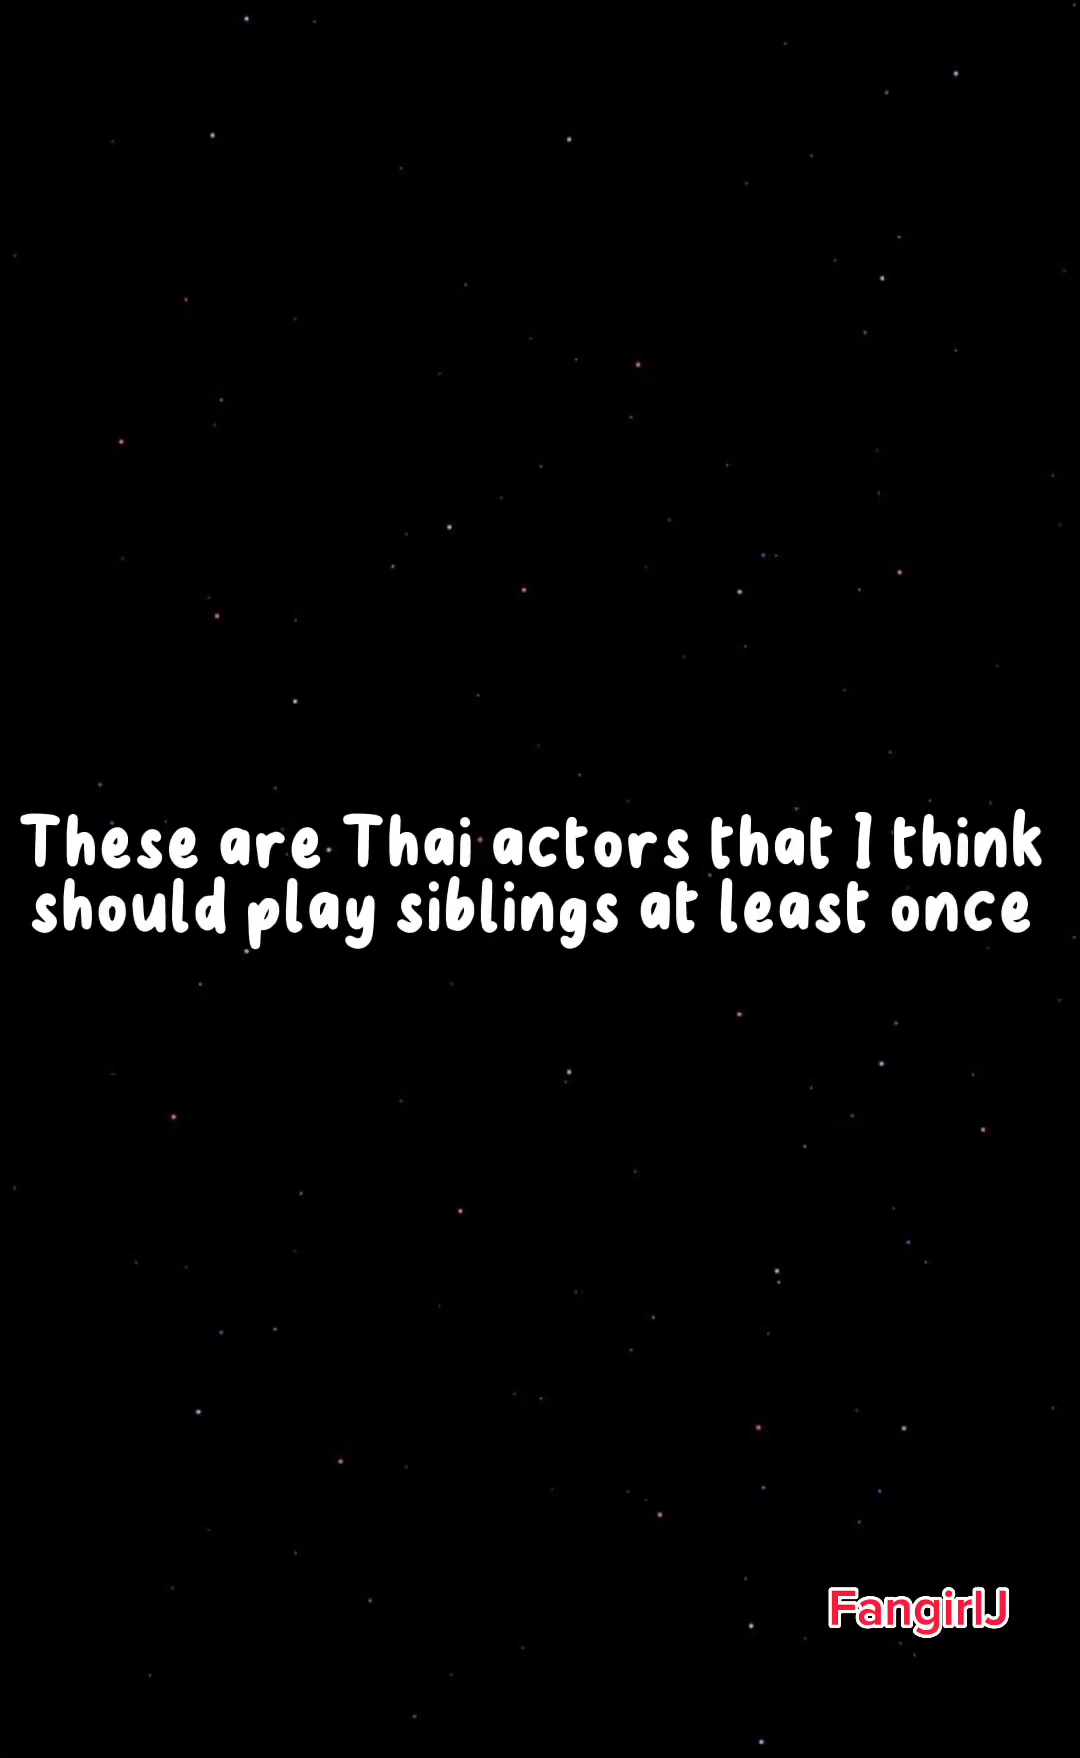 These are Thai actors that I think
should play siblings at least once
FangirlJ